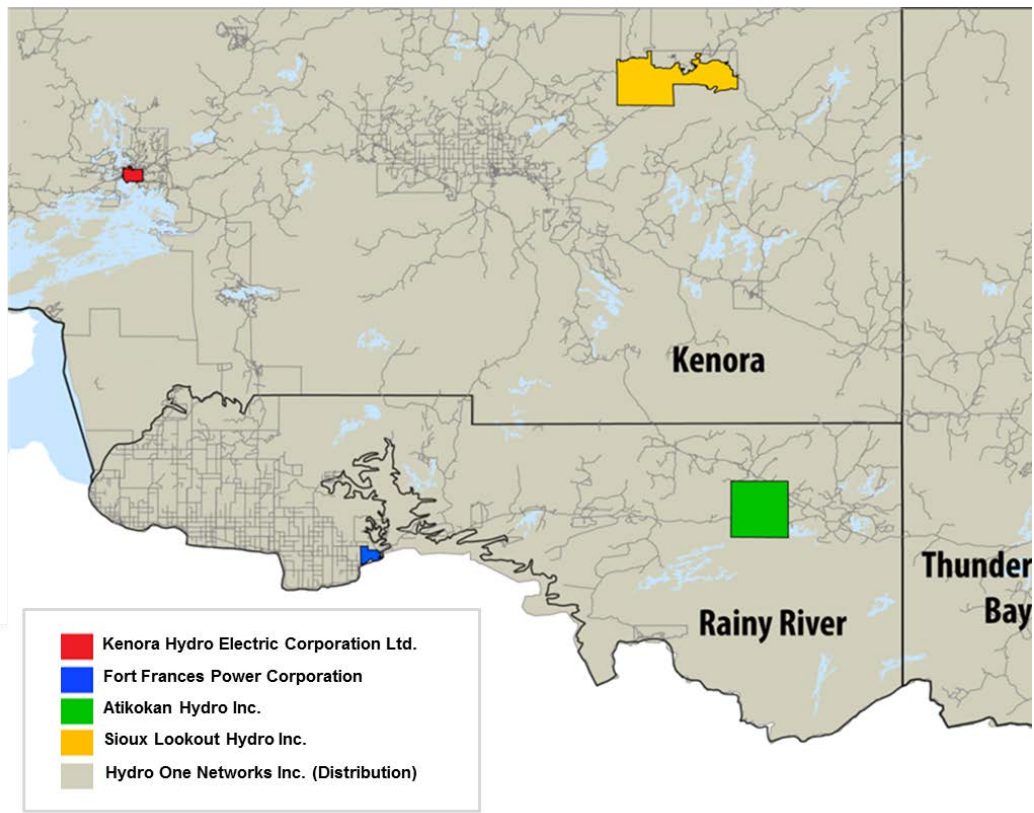 Kenora
Thunder
Bay
Rainy River
Kenora Hydro Electric Corporation Ltd.
Fort Frances Power Corporation
Atikokan Hydro Inc.
Sioux Lookout Hydro Inc.
Hydro One Networks Inc. (Distribution)